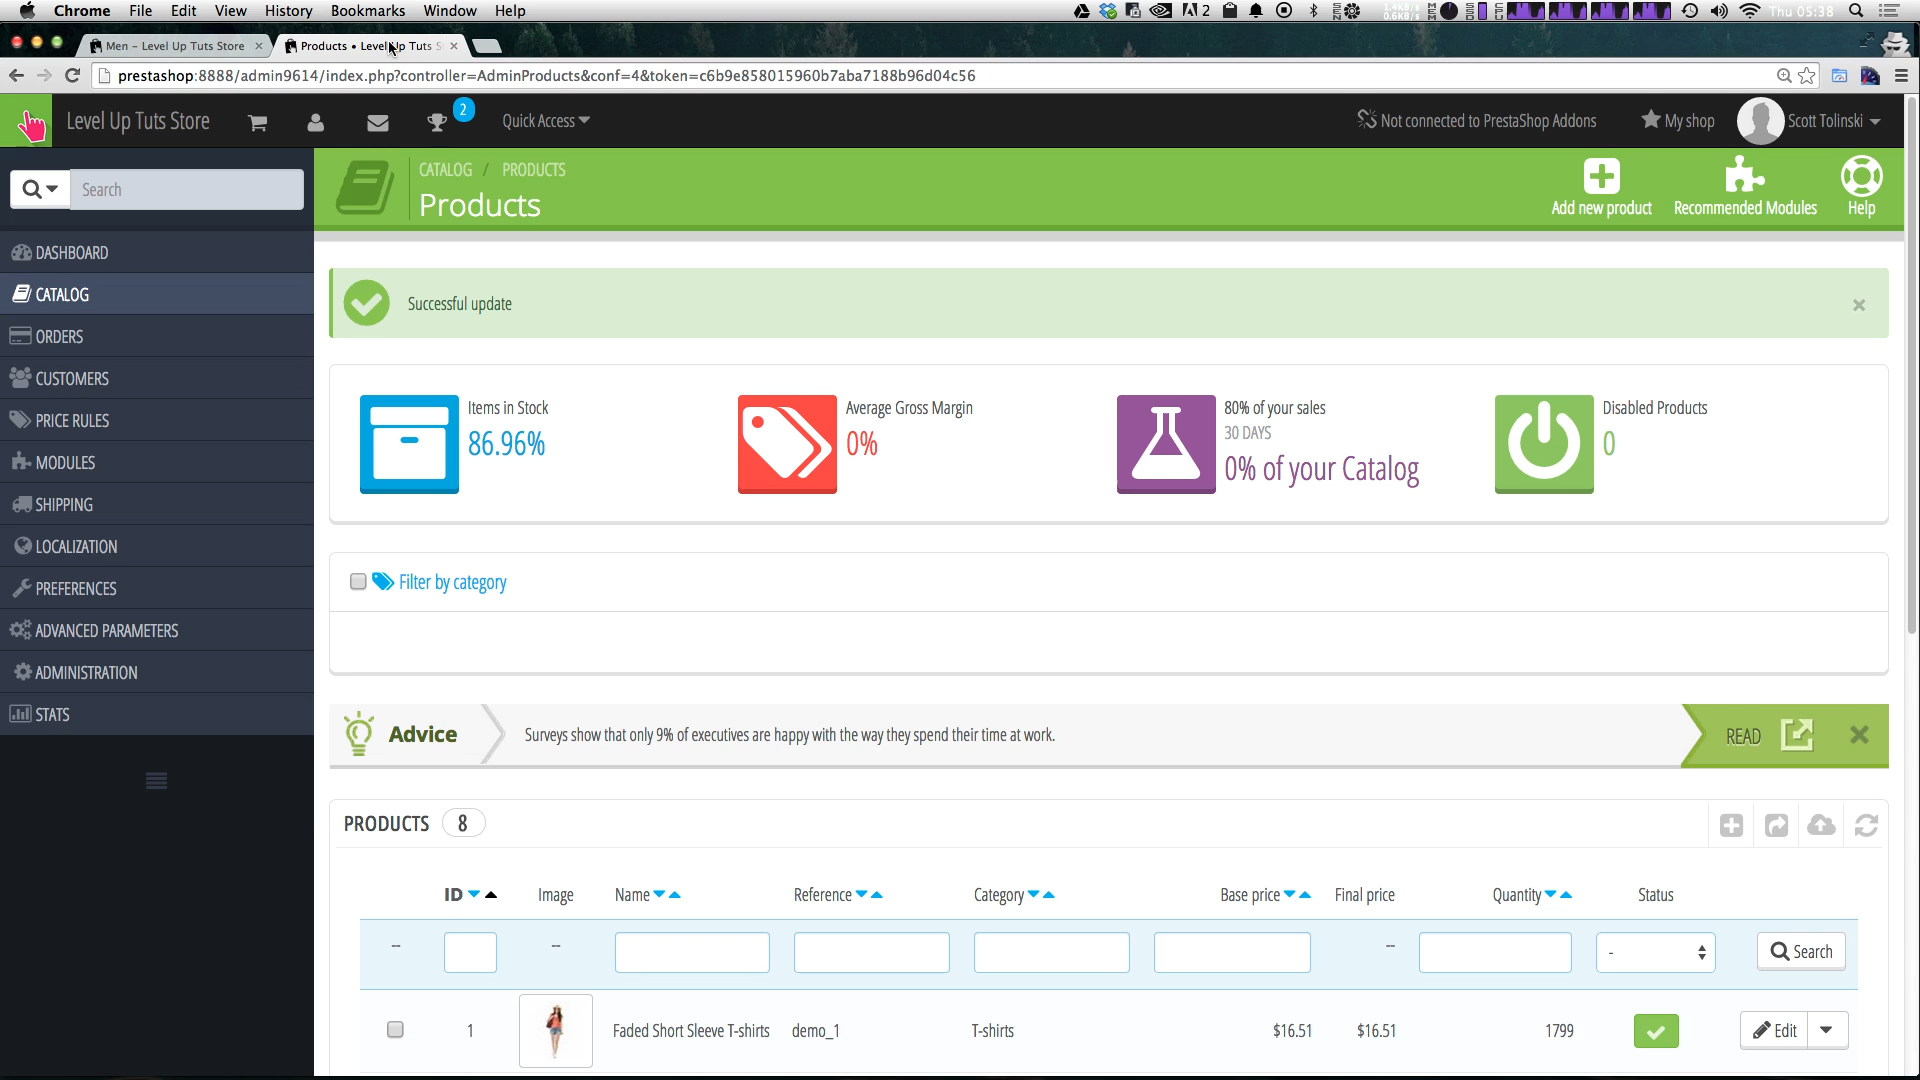 Chrome File Edit View History Bookmarks Window Help
2 Thu 05:38
Men – Level Up Tuts Store
Products • Level Up Tuts S
prestashop:8888/admin9614/index.php?controller=AdminProducts&conf=4&token=c6b9e858015960b7aba7188b96d04c56
Level Up Tuts Store 2 Quick Access Not connected to PrestaShop Addons My shop Scott Tolinski
Search
CATALOG / PRODUCTS
Products
Add new product Recommended Modules Help
DASHBOARD
CATALOG
ORDERS
CUSTOMERS
PRICE RULES
MODULES
SHIPPING
LOCALIZATION
PREFERENCES
ADVANCED PARAMETERS
ADMINISTRATION
STATS
Successful update
Items in Stock
86.96%
Average Gross Margin
0%
80% of your sales
30 DAYS
0% of your Catalog
Disabled Products
0
Filter by category
Advice Surveys show that only 9% of executives are happy with the way they spend their time at work. READ
PRODUCTS 8
ID Image Name Reference Category Base price Final price Quantity Status
-- -- -- - Search
1 Faded Short Sleeve T-shirts demo_1 T-shirts $16.51 $16.51 1799 Edit